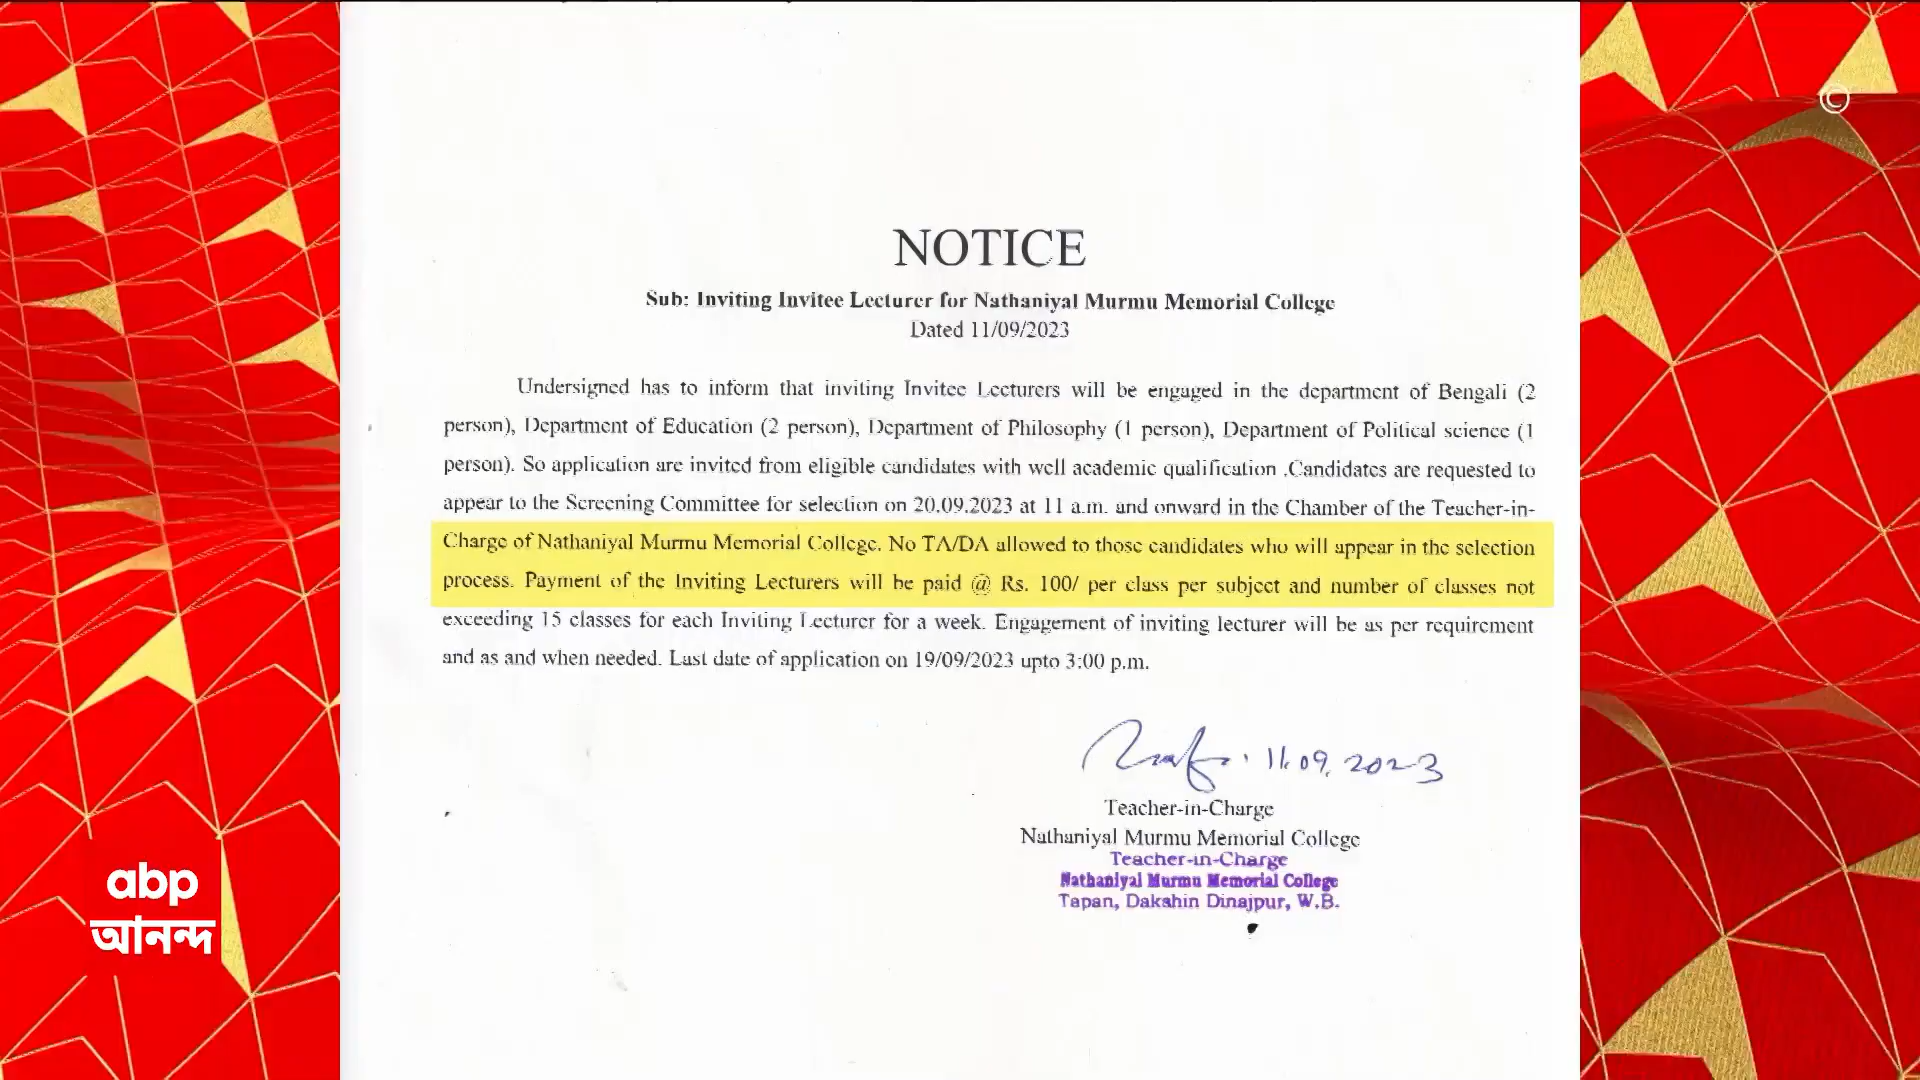 ©
NOTICE
Sub: Inviting Invitee Lecturer for Nathaniyal Murmu Memorial College
Dated 11/09/2023
Undersigned has to inform that inviting Invitee Lecturers will be engaged in the department of Bengali (2
person), Department of Education (2 person), Department of Philosophy (1 person), Department of Political science (1
person). So application are invited from eligible candidates with well academic qualification .Candidates are requested to
appear to the Screening Committee for selection on 20.09.2023 at 11 a.m. and onward in the Chamber of the Teacher-in-
Charge of Nathaniyal Murmu Memorial College. No TA/DA allowed to those candidates who will appear in the selection
process. Payment of the Inviting Lecturers will be paid @ Rs. 100/ per class per subject and number of classes not
exceeding 15 classes for each Inviting Lecturer for a week. Engagement of inviting lecturer will be as per requirement
and as and when needed. Last date of application on 19/09/2023 upto 3:00 p.m.
11.09.2023
Teacher-in-Charge
Nathaniyal Murmu Memorial College
Teacher-in-Charge
Nathaniyal Murmu Memorial College
Tapan, Dakshin Dinajpur, W.B.
abp
আনন্দ